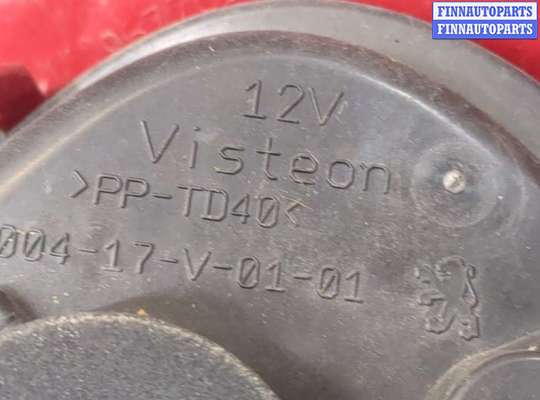 FINNAUTOPARTS
FINNAUTOPARTS
12V
Visteon
>PP-TD40<
004-17-V-01-01